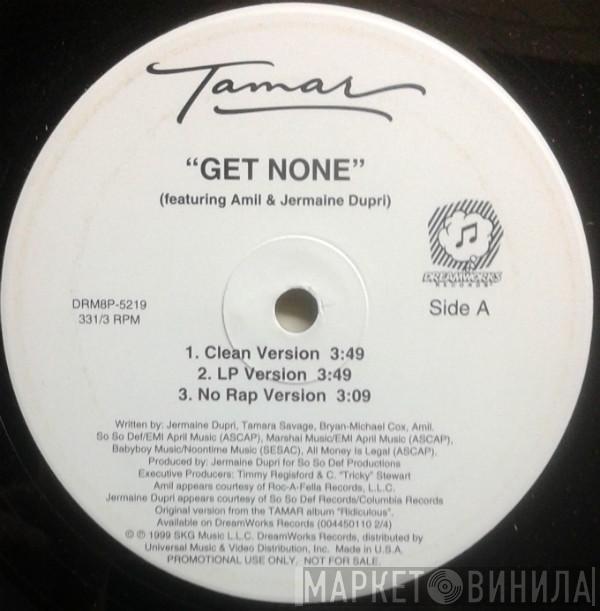 Tamar
"GET NONE"
(featuring Amil & Jermaine Dupri)
DREAMWORKS
RECORDS
DRM8P-5219
331/3 RPM
Side A
1. Clean Version 3:49
2. LP Version 3:49
3. No Rap Version 3:09
Written by: Jermaine Dupri, Tamara Savage, Bryan-Michael Cox, Amil.
So So Def/EMI April Music (ASCAP), Marshai Music/EMI April Music (ASCAP),
Babyboy Music/Noontime Music (SESAC), All Money Is Legal (ASCAP).
Produced by: Jermaine Dupri for So So Def Productions
Executive Producers: Timmy Regisford & C. "Tricky" Stewart
Amil appears courtesy of Roc-A-Fella Records, L.L.C.
Jermaine Dupri appears courtesy of So So Def Records/Columbia Records
Original version from the TAMAR album "Ridiculous".
Available on DreamWorks Records (004450110 2/4)
© ℗ 1999 SKG Music L.L.C. DreamWorks Records, distributed by
Universal Music & Video Distribution, Inc. Made in U.S.A.
PROMOTIONAL USE ONLY, NOT FOR SALE.
МАРКЕТ ВИНИЛА